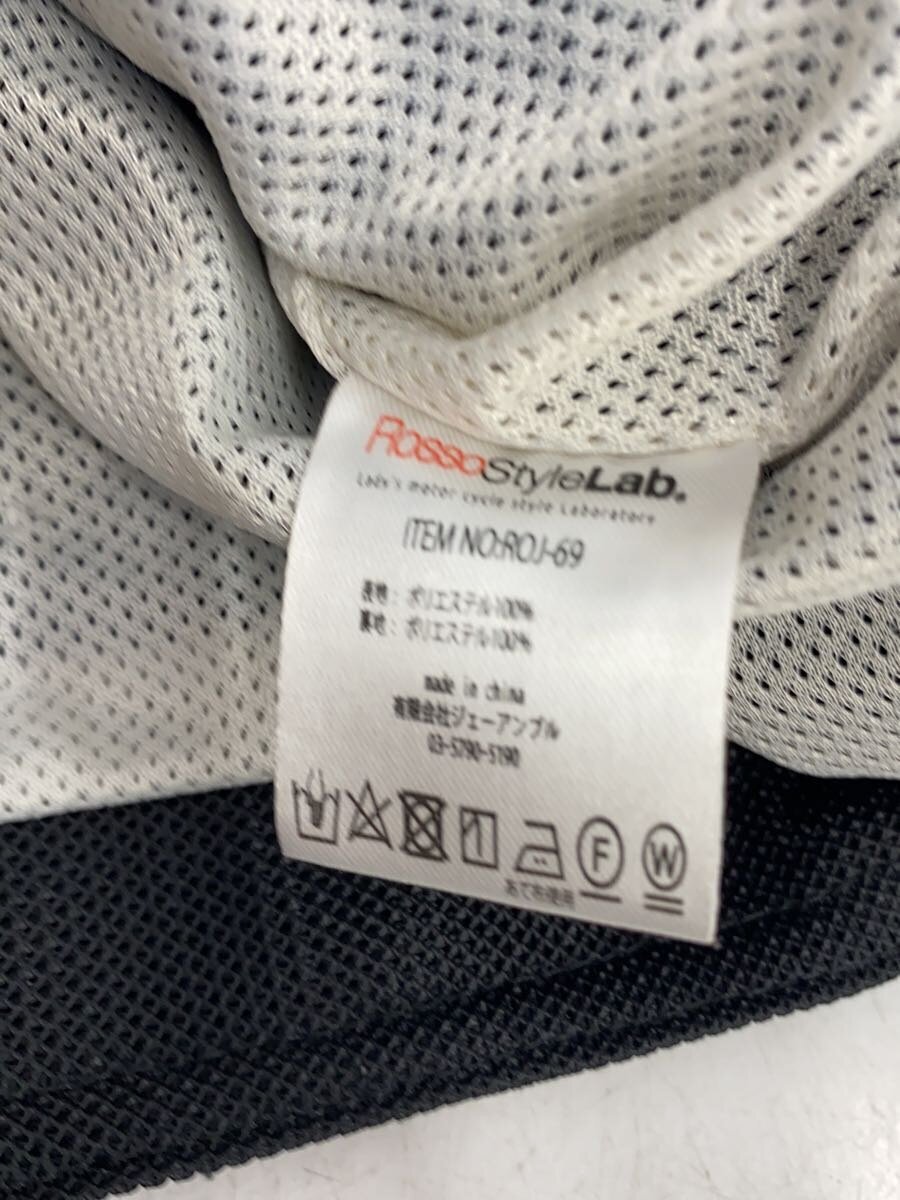 RossoStyleLab.
Lady's motor cycle style Laboratory
ITEM NO:ROJ-69
表地：ポリエステル100%
裏地：ポリエステル100%
made in china
有限会社ジェーアンブル
03-5790-5190
あて布使用
F
W